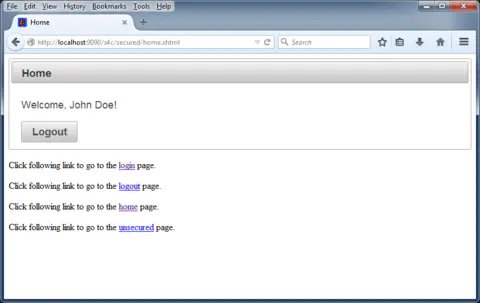 File Edit View History Bookmarks Tools Help
Home
http://localhost:9090/s4c/secured/home.xhtml
Search
Home
Welcome, John Doe!
Logout
Click following link to go to the login page.
Click following link to go to the logout page.
Click following link to go to the home page.
Click following link to go to the unsecured page.